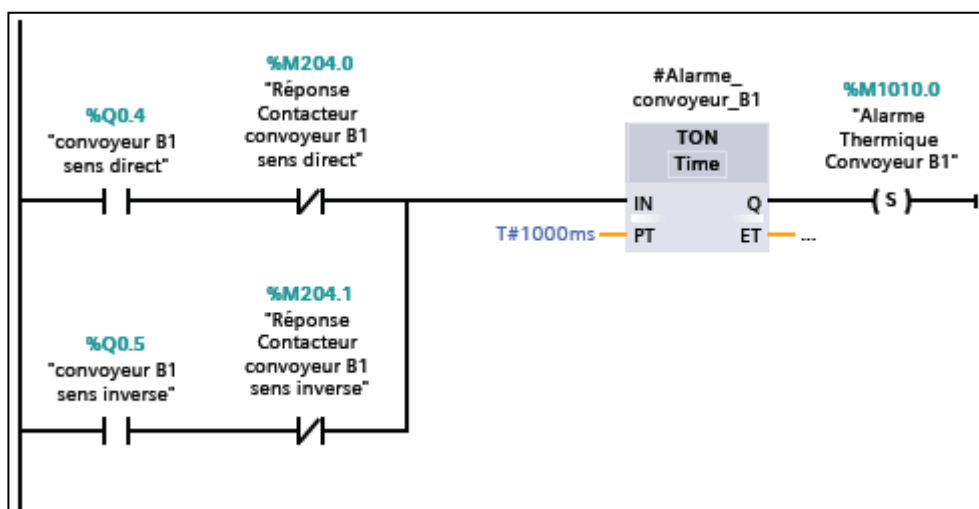 %Q0.4
"convoyeur B1
sens direct"
%M204.0
"Réponse
Contacteur
convoyeur B1
sens direct"
#Alarme_
convoyeur_B1
TON
Time
IN
Q
T#1000ms
PT
ET
...
%M1010.0
"Alarme
Thermique
Convoyeur B1"
S
%Q0.5
"convoyeur B1
sens inverse"
%M204.1
"Réponse
Contacteur
convoyeur B1
sens inverse"